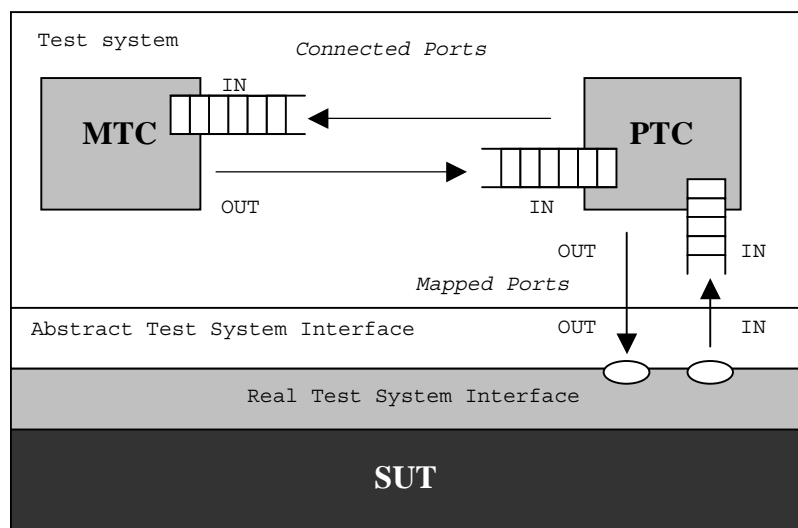 Test system
Connected Ports
IN
MTC
PTC
OUT
IN
OUT
IN
Mapped Ports
Abstract Test System Interface
OUT
IN
Real Test System Interface
SUT